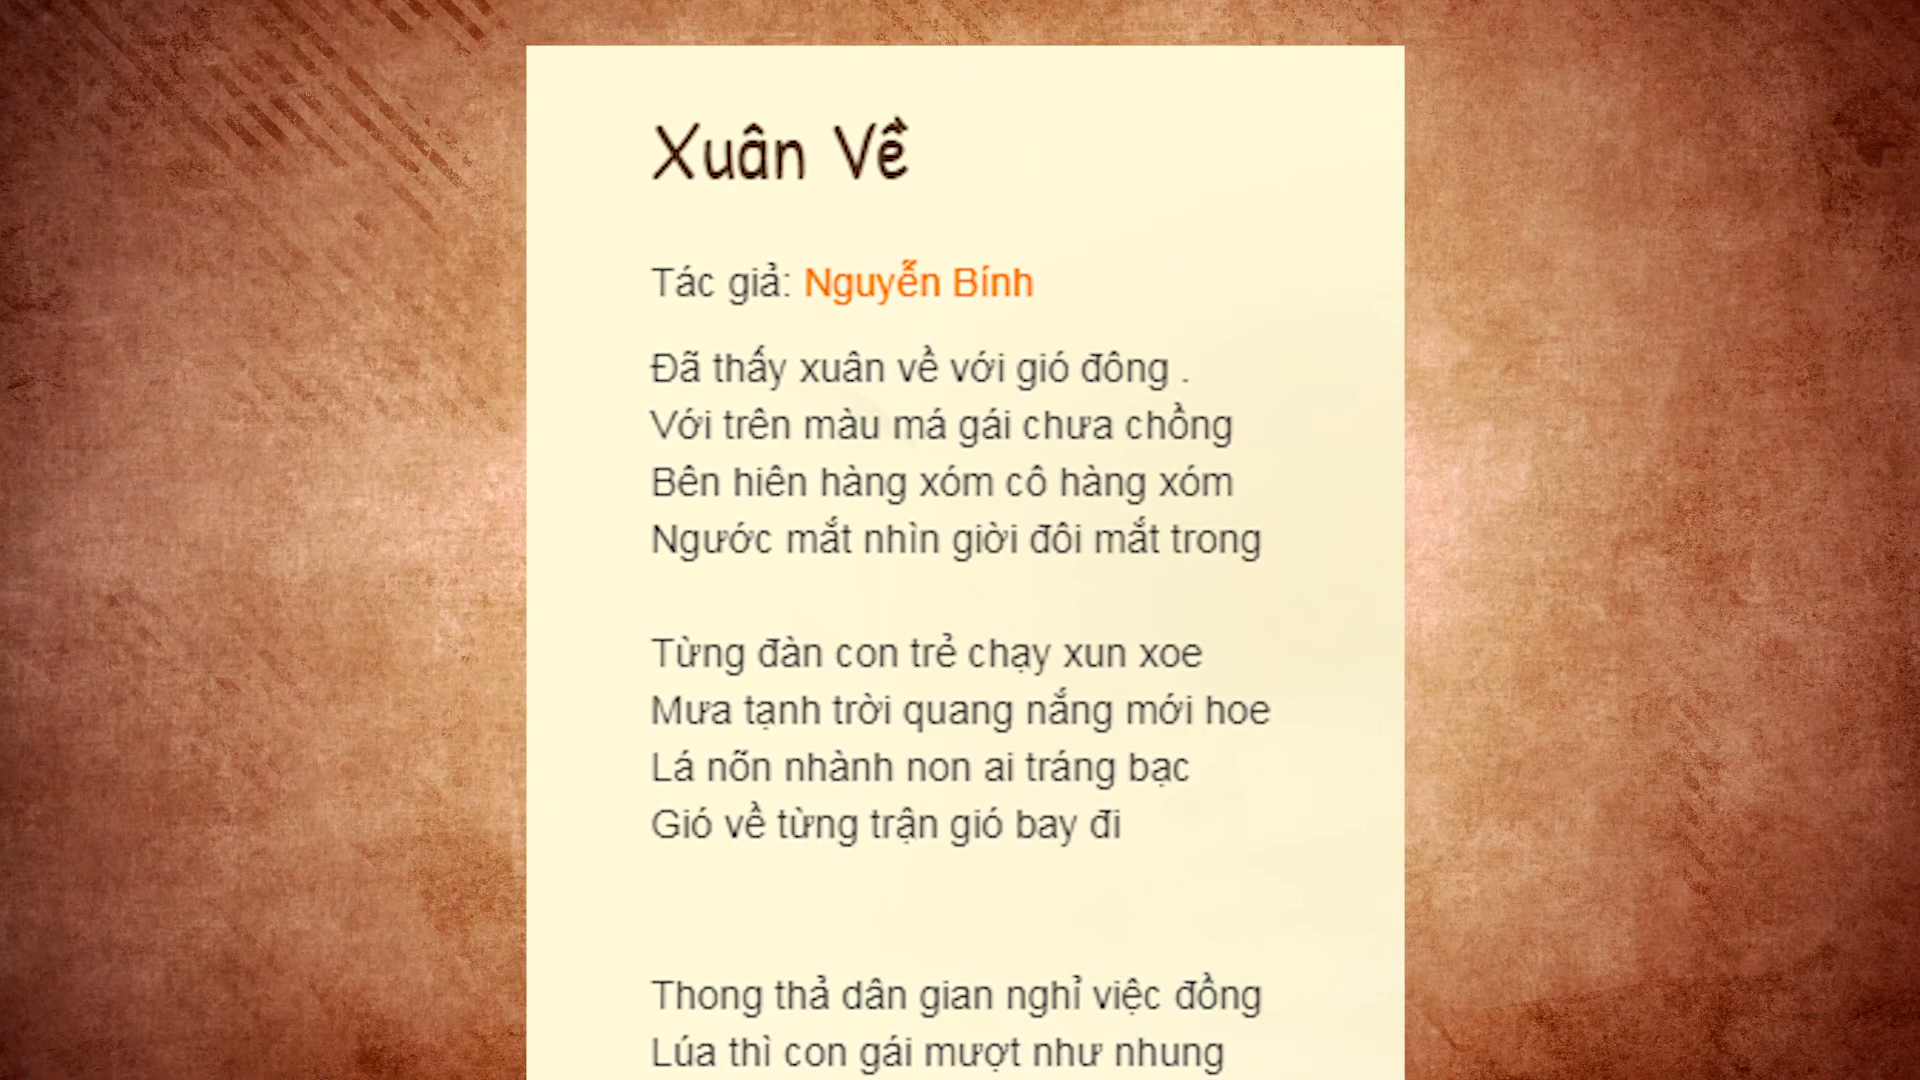 Xuân Về
Tác giả: Nguyễn Bính
Đã thấy xuân về với gió đông .
Với trên màu má gái chưa chồng
Bên hiên hàng xóm cô hàng xóm
Ngước mắt nhìn giời đôi mắt trong
Từng đàn con trẻ chạy xun xoe
Mưa tạnh trời quang nắng mới hoe
Lá nõn nhành non ai tráng bạc
Gió về từng trận gió bay đi
Thong thả dân gian nghỉ việc đồng
Lúa thì con gái mượt như nhung